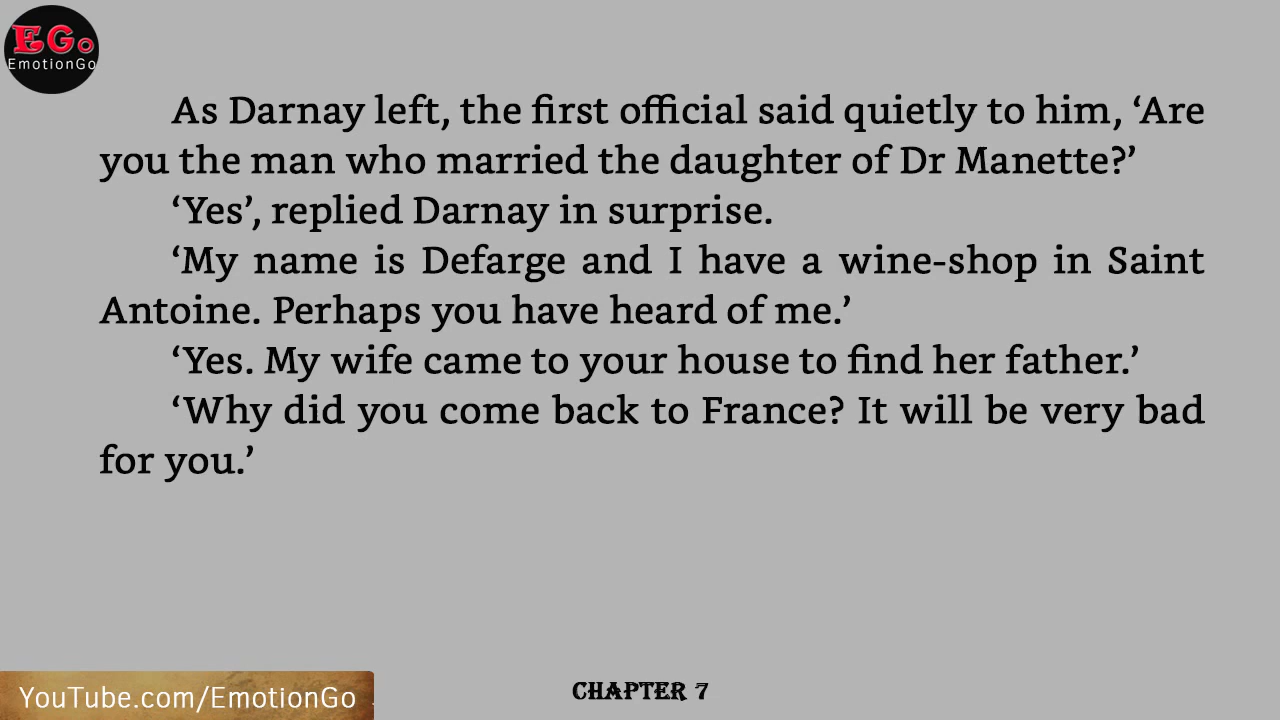 EGo
EmotionGo
As Darnay left, the first official said quietly to him, ‘Are
you the man who married the daughter of Dr Manette?’
‘Yes’, replied Darnay in surprise.
‘My name is Defarge and I have a wine-shop in Saint
Antoine. Perhaps you have heard of me.’
‘Yes. My wife came to your house to find her father.’
‘Why did you come back to France? It will be very bad
for you.’
YouTube.com/EmotionGo
CHAPTER 7